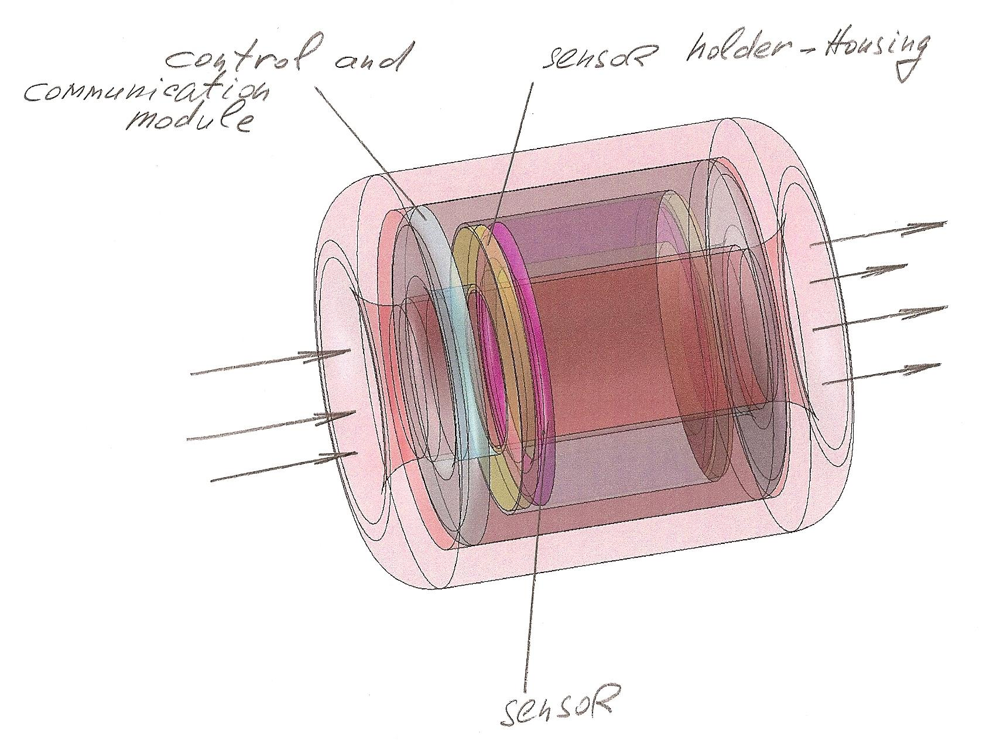 control and
communication
module
sensoR holder - Housing
sensoR